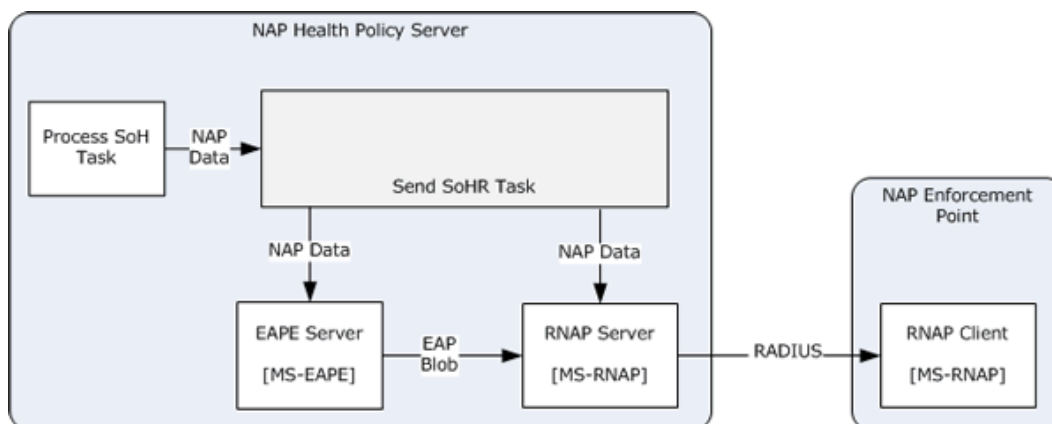 NAP Health Policy Server
Process SoH
Task
NAP
Data
Send SoHR Task
NAP Data
NAP Data
EAPE Server
[MS-EAPE]
EAP
Blob
RNAP Server
[MS-RNAP]
RADIUS
NAP Enforcement
Point
RNAP Client
[MS-RNAP]